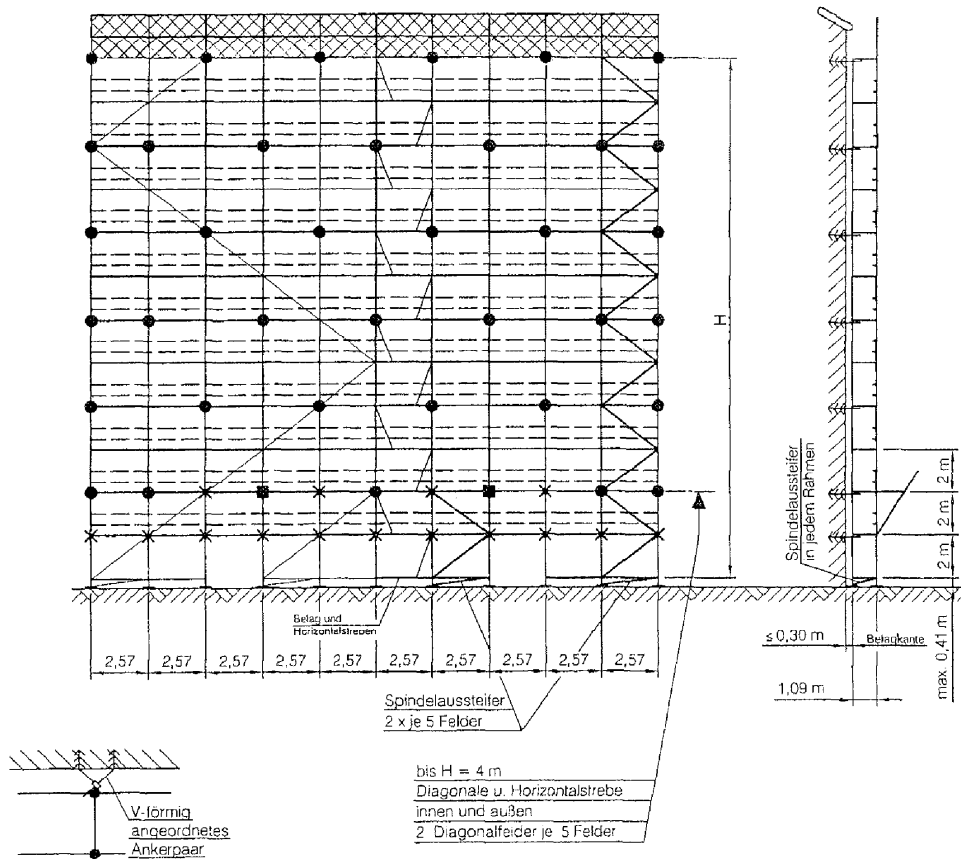 H
Spindelaussteifer
in jedem Rahmen
2 m
2 m
2 m
max. 0,41 m
Belag und
Horizontalstreben
≤ 0,30 m
Belagkante
1,09 m
2,57
2,57
2,57
2,57
2,57
2,57
2,57
2,57
2,57
2,57
Spindelaussteifer
2 x je 5 Felder
bis H = 4 m
Diagonale u. Horizontalstrebe
innen und außen
2 Diagonalfelder je 5 Felder
V-förmig
angeordnetes
Ankerpaar